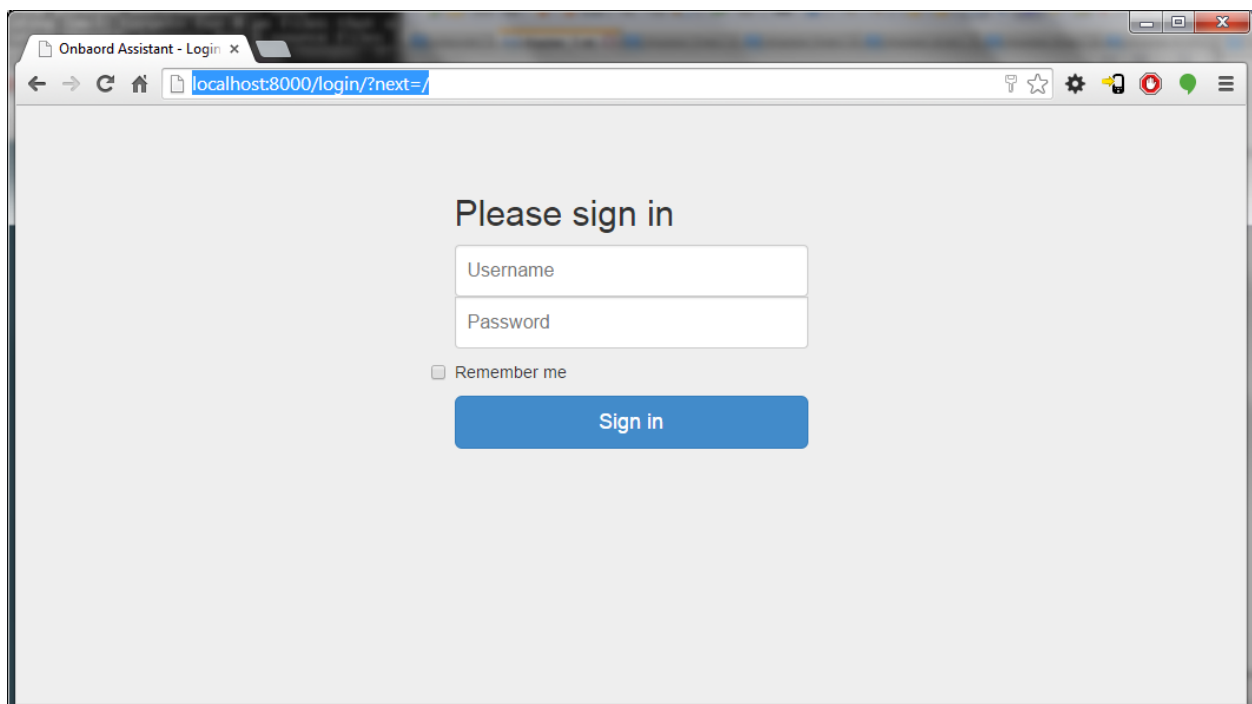 Onbaord Assistant - Login
localhost:8000/login/?next=/
Please sign in
Username
Password
Remember me
Sign in